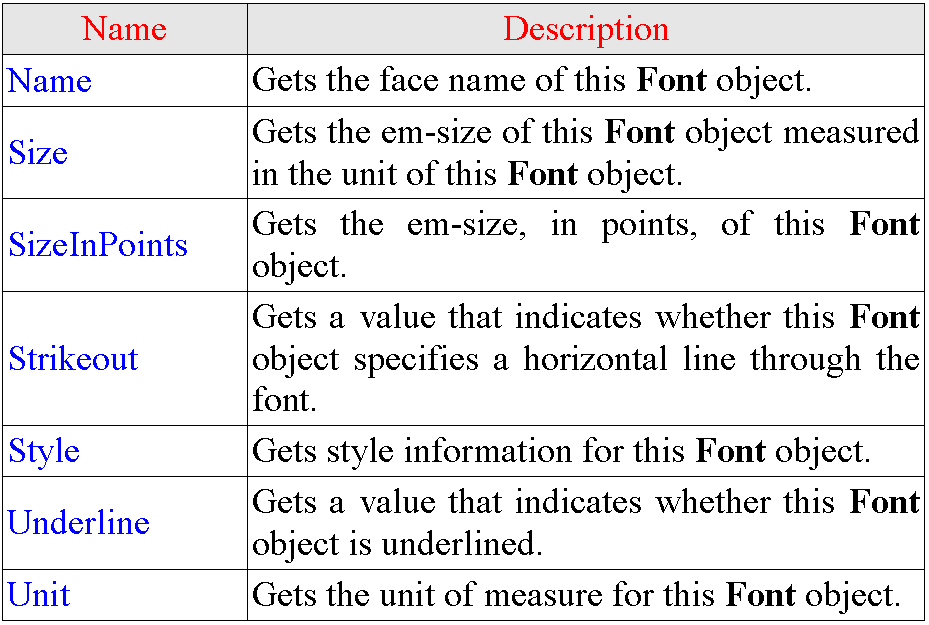 Name Description
Name Gets the face name of this Font object.
Size Gets the em-size of this Font object measured
in the unit of this Font object.
SizeInPoints Gets the em-size, in points, of this Font
object.
Strikeout Gets a value that indicates whether this Font
object specifies a horizontal line through the
font.
Style Gets style information for this Font object.
Underline Gets a value that indicates whether this Font
object is underlined.
Unit Gets the unit of measure for this Font object.